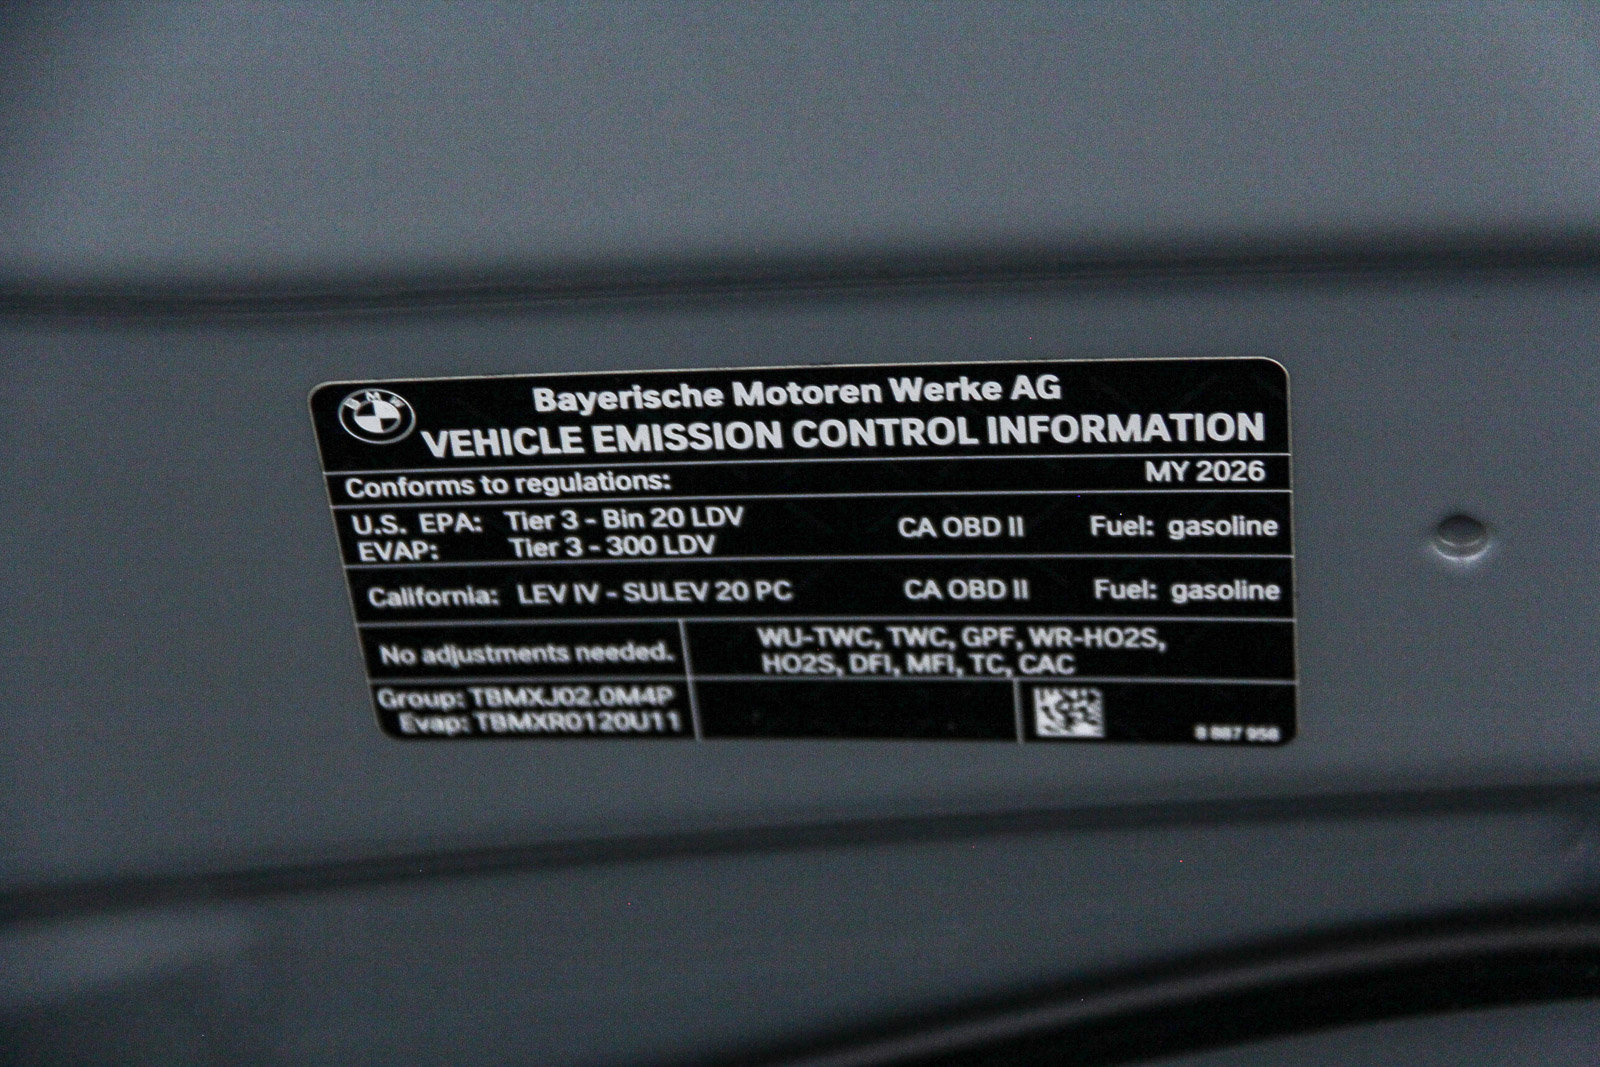 BMW
Bayerische Motoren Werke AG
VEHICLE EMISSION CONTROL INFORMATION
Conforms to regulations: MY 2026
U.S. EPA: Tier 3 - Bin 20 LDV CA OBD II Fuel: gasoline
EVAP: Tier 3 - 300 LDV
California: LEV IV - SULEV 20 PC CA OBD II Fuel: gasoline
No adjustments needed.
WU-TWC, TWC, GPF, WR-HO2S,
HO2S, DFI, MFI, TC, CAC
Group: TBMXJ02.0M4P
Evap: TBMXR0120U11